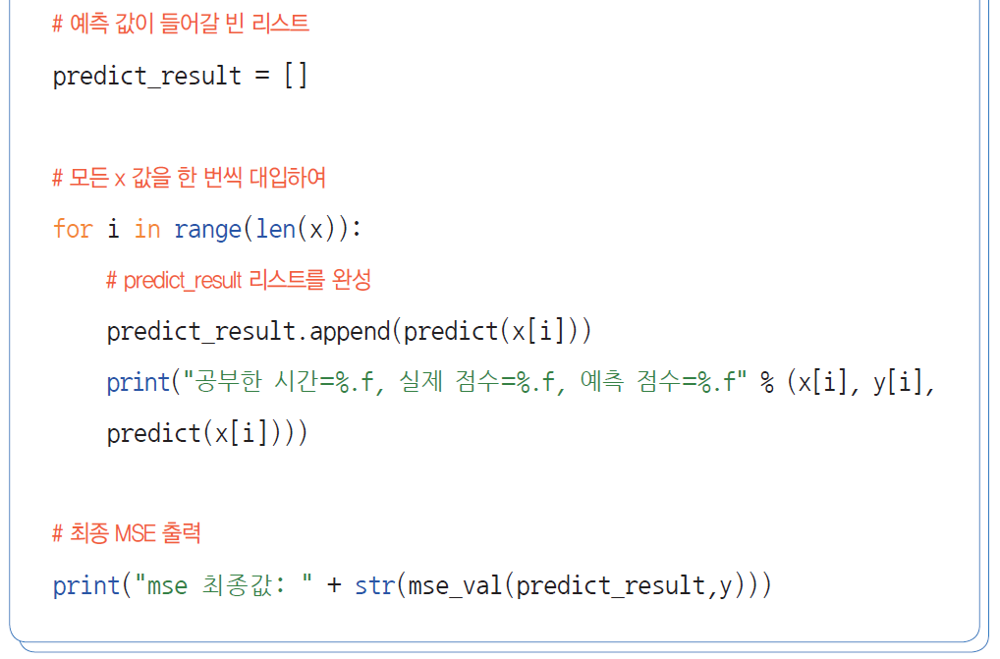 # 예측 값이 들어갈 빈 리스트
predict_result = []
# 모든 x 값을 한 번씩 대입하여
for i in range(len(x)):
# predict_result 리스트를 완성
predict_result.append(predict(x[i]))
print("공부한 시간=%.f, 실제 점수=%.f, 예측 점수=%.f" % (x[i], y[i],
predict(x[i])))
# 최종 MSE 출력
print("mse 최종값: " + str(mse_val(predict_result,y)))